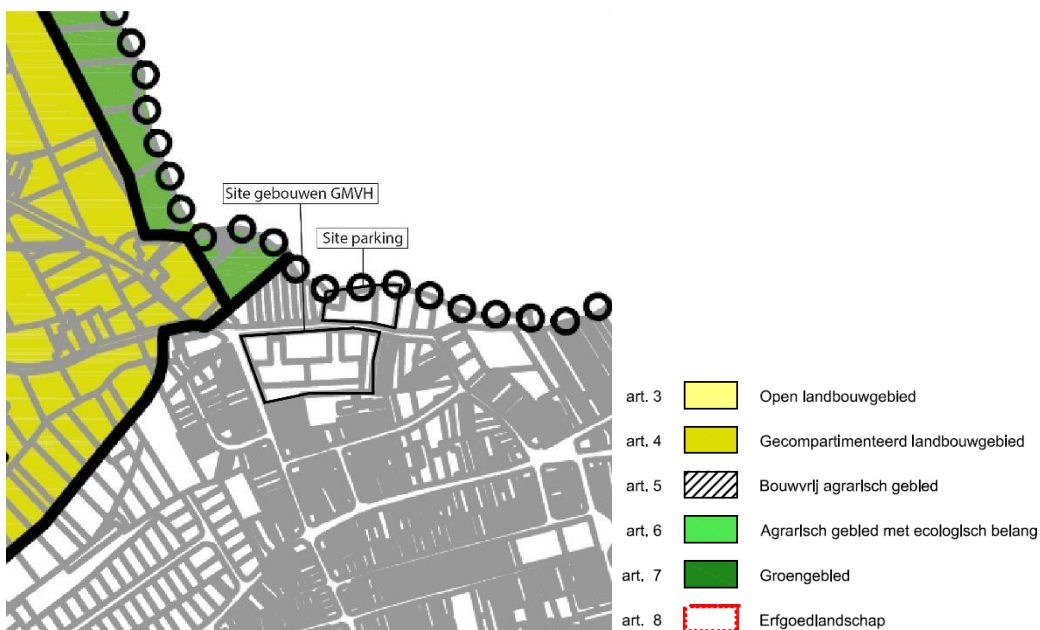 Site gebouwen GMVH
Site parking
art. 3 Open landbouwgebied
art. 4 Gecompartimenteerd landbouwgebied
art. 5 Bouwvrij agrarisch gebied
art. 6 Agrarisch gebied met ecologisch belang
art. 7 Groengebied
art. 8 Erfgoedlandschap